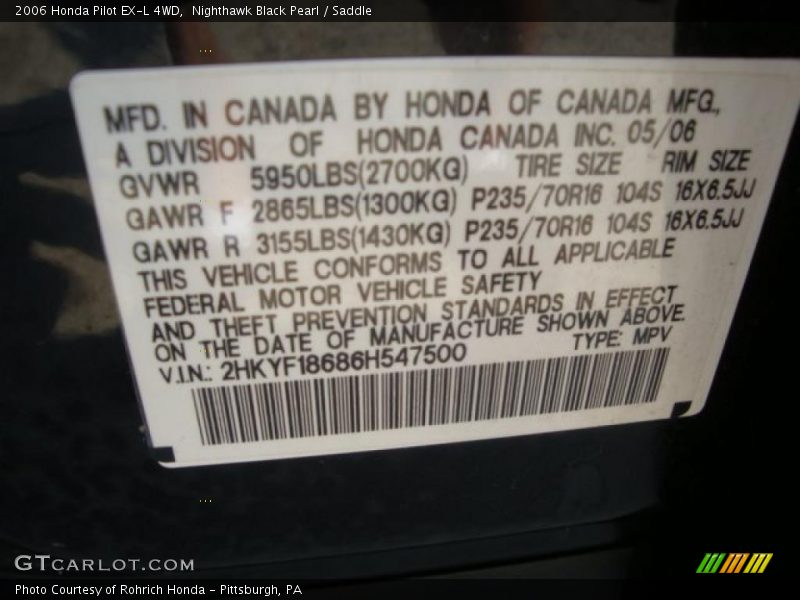 2006 Honda Pilot EX-L 4WD,  Nighthawk Black Pearl / Saddle
MFD. IN CANADA BY HONDA OF CANADA MFG.,
A DIVISION OF HONDA CANADA INC. 05/06
GVWR 5950LBS(2700KG) TIRE SIZE RIM SIZE
GAWR F 2865LBS(1300KG) P235/70R16 104S 16X6.5JJ
GAWR R 3155LBS(1430KG) P235/70R16 104S 16X6.5JJ
THIS VEHICLE CONFORMS TO ALL APPLICABLE
FEDERAL MOTOR VEHICLE SAFETY
AND THEFT PREVENTION STANDARDS IN EFFECT
ON THE DATE OF MANUFACTURE SHOWN ABOVE.
V.I.N.: 2HKYF18686H547500 TYPE: MPV
GTCARLOT.COM
Photo Courtesy of Rohrich Honda - Pittsburgh, PA